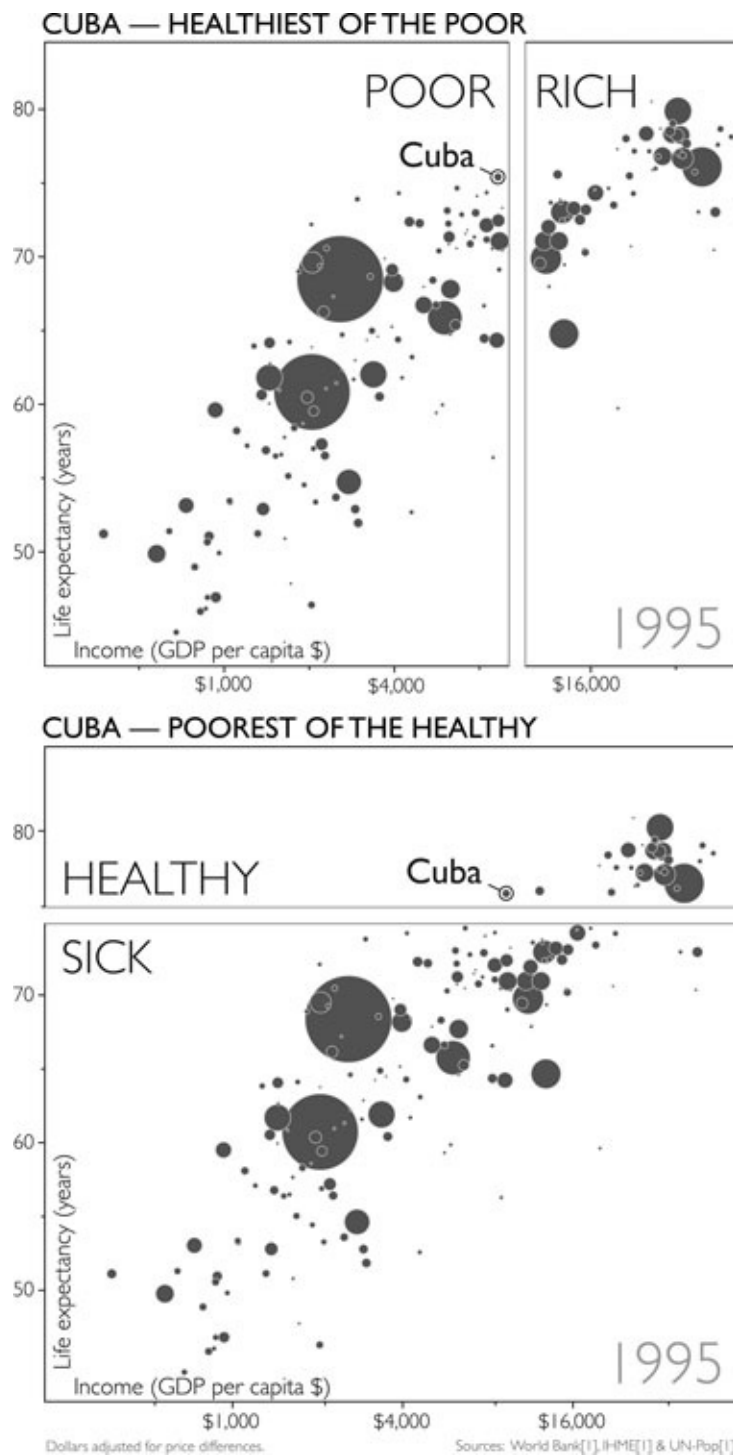 CUBA — HEALTHIEST OF THE POOR
POOR RICH
80
Cuba
70
60
50
Life expectancy (years)
1995
Income (GDP per capita $)
$1,000 $4,000 $16,000
CUBA — POOREST OF THE HEALTHY
80
HEALTHY
Cuba
SICK
70
60
50
Life expectancy (years)
1995
Income (GDP per capita $)
$1,000 $4,000 $16,000
Dollars adjusted for price differences. Sources: World Bank[1], IHME[1] & UN-Pop[1]